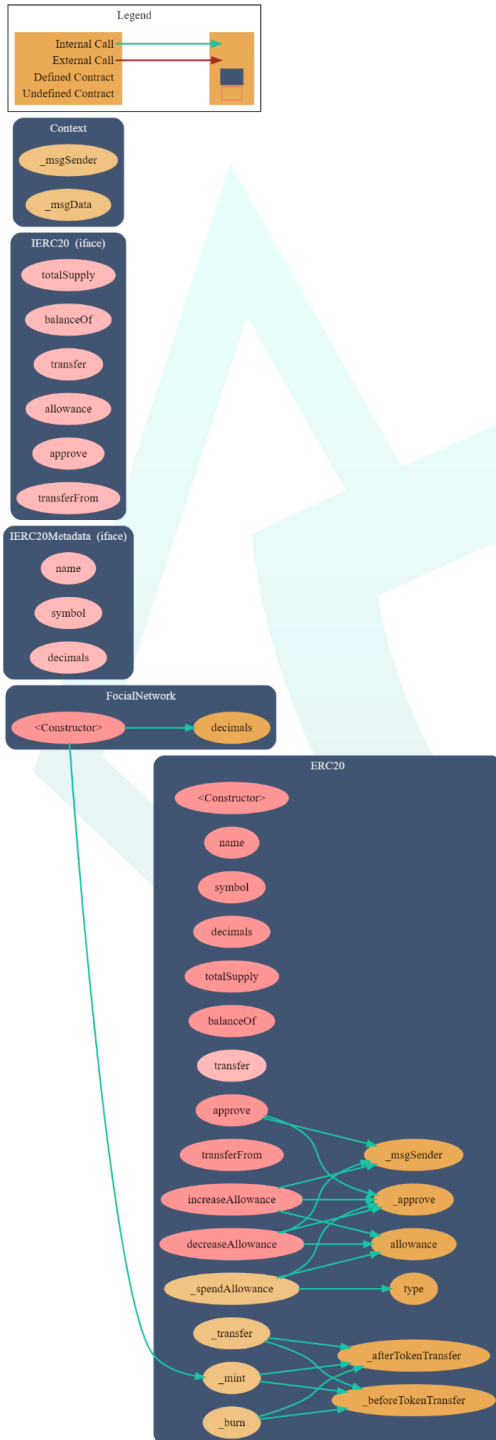 Legend
Internal Call
External Call
Defined Contract
Undefined Contract
Context
_msgSender
_msgData
IERC20 (iface)
totalSupply
balanceOf
transfer
allowance
approve
transferFrom
IERC20Metadata (iface)
name
symbol
decimals
FocialNetwork
<Constructor>
decimals
ERC20
<Constructor>
name
symbol
decimals
totalSupply
balanceOf
transfer
approve
transferFrom
_msgSender
increaseAllowance
_approve
decreaseAllowance
allowance
_spendAllowance
type
_transfer
_afterTokenTransfer
_mint
_beforeTokenTransfer
_burn